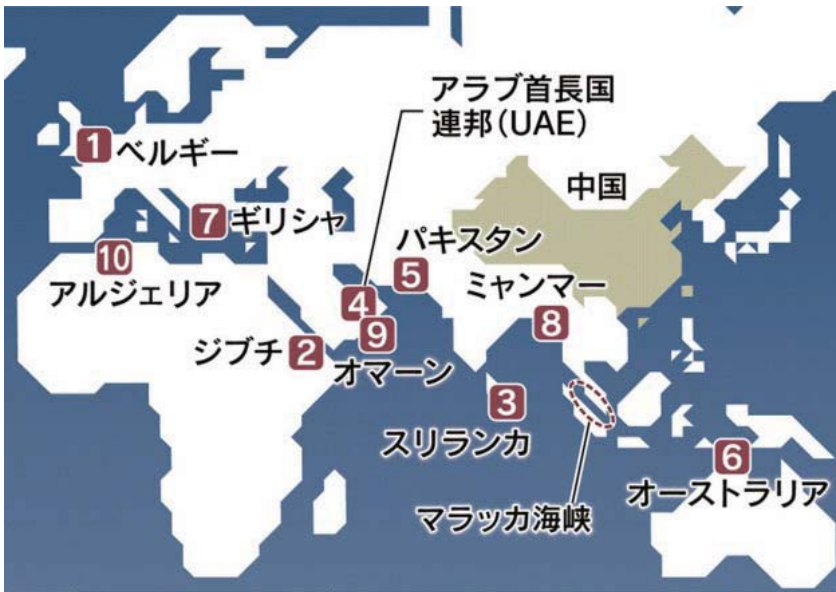 アラブ首長国
連邦(UAE)
1 ベルギー
中国
7 ギリシャ
パキスタン
5
10
アルジェリア
ミャンマー
8
4
9
オマーン
ジブチ 2
3
スリランカ
6
オーストラリア
マラッカ海峡